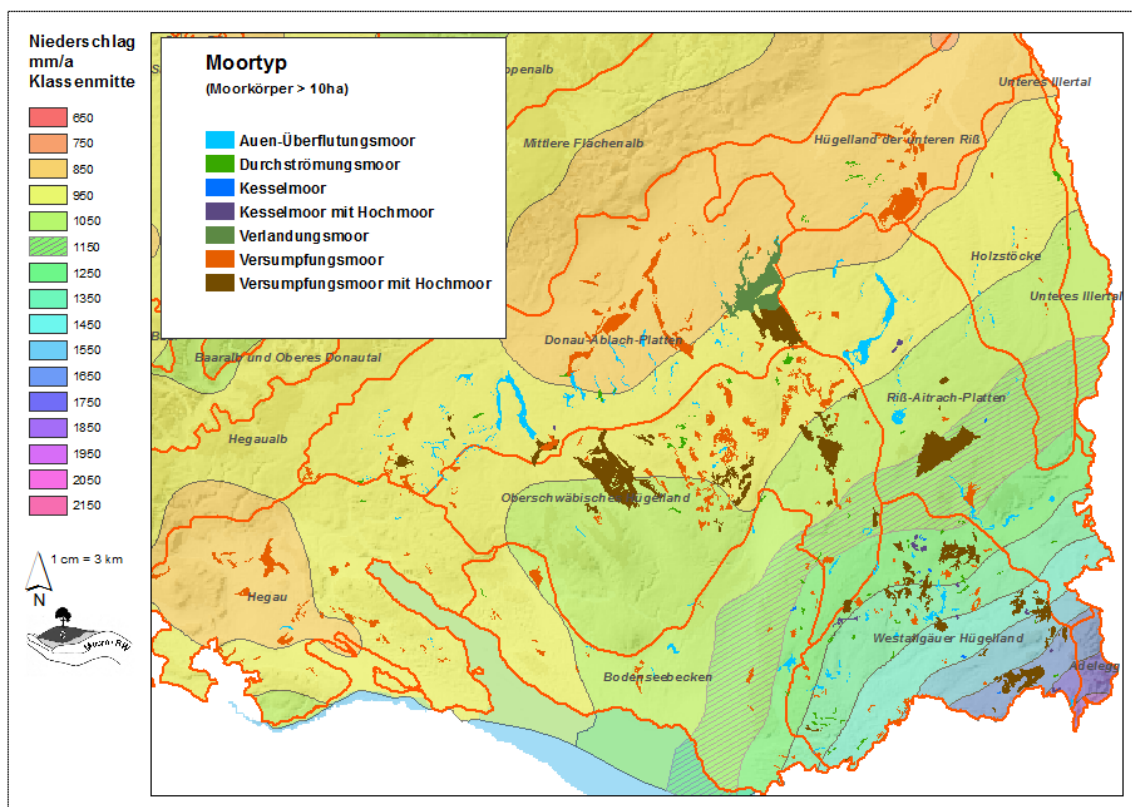 Niederschlag
mm/a
Klassenmitte
650
750
850
950
1050
1150
1250
1350
1450
1550
1650
1750
1850
1950
2050
2150
1 cm = 3 km
N
Moortyp
(Moorkörper > 10ha)
Auen-Überflutungsmoor
Durchströmungsmoor
Kesselmoor
Kesselmoor mit Hochmoor
Verlandungsmoor
Versumpfungsmoor
Versumpfungsmoor mit Hochmoor
Unteres Illertal
Mittlere Flächenalb
Hügelland der unteren Riß
Holzstöcke
Unteres Illertal
Donau-Ablach-Platten
Baaralb und Oberes Donautal
Riß-Aitrach-Platten
Hegaualb
Oberschwäbisches Hügelland
Hegau
Westallgäuer Hügelland
Adelegg
Bodenseebecken